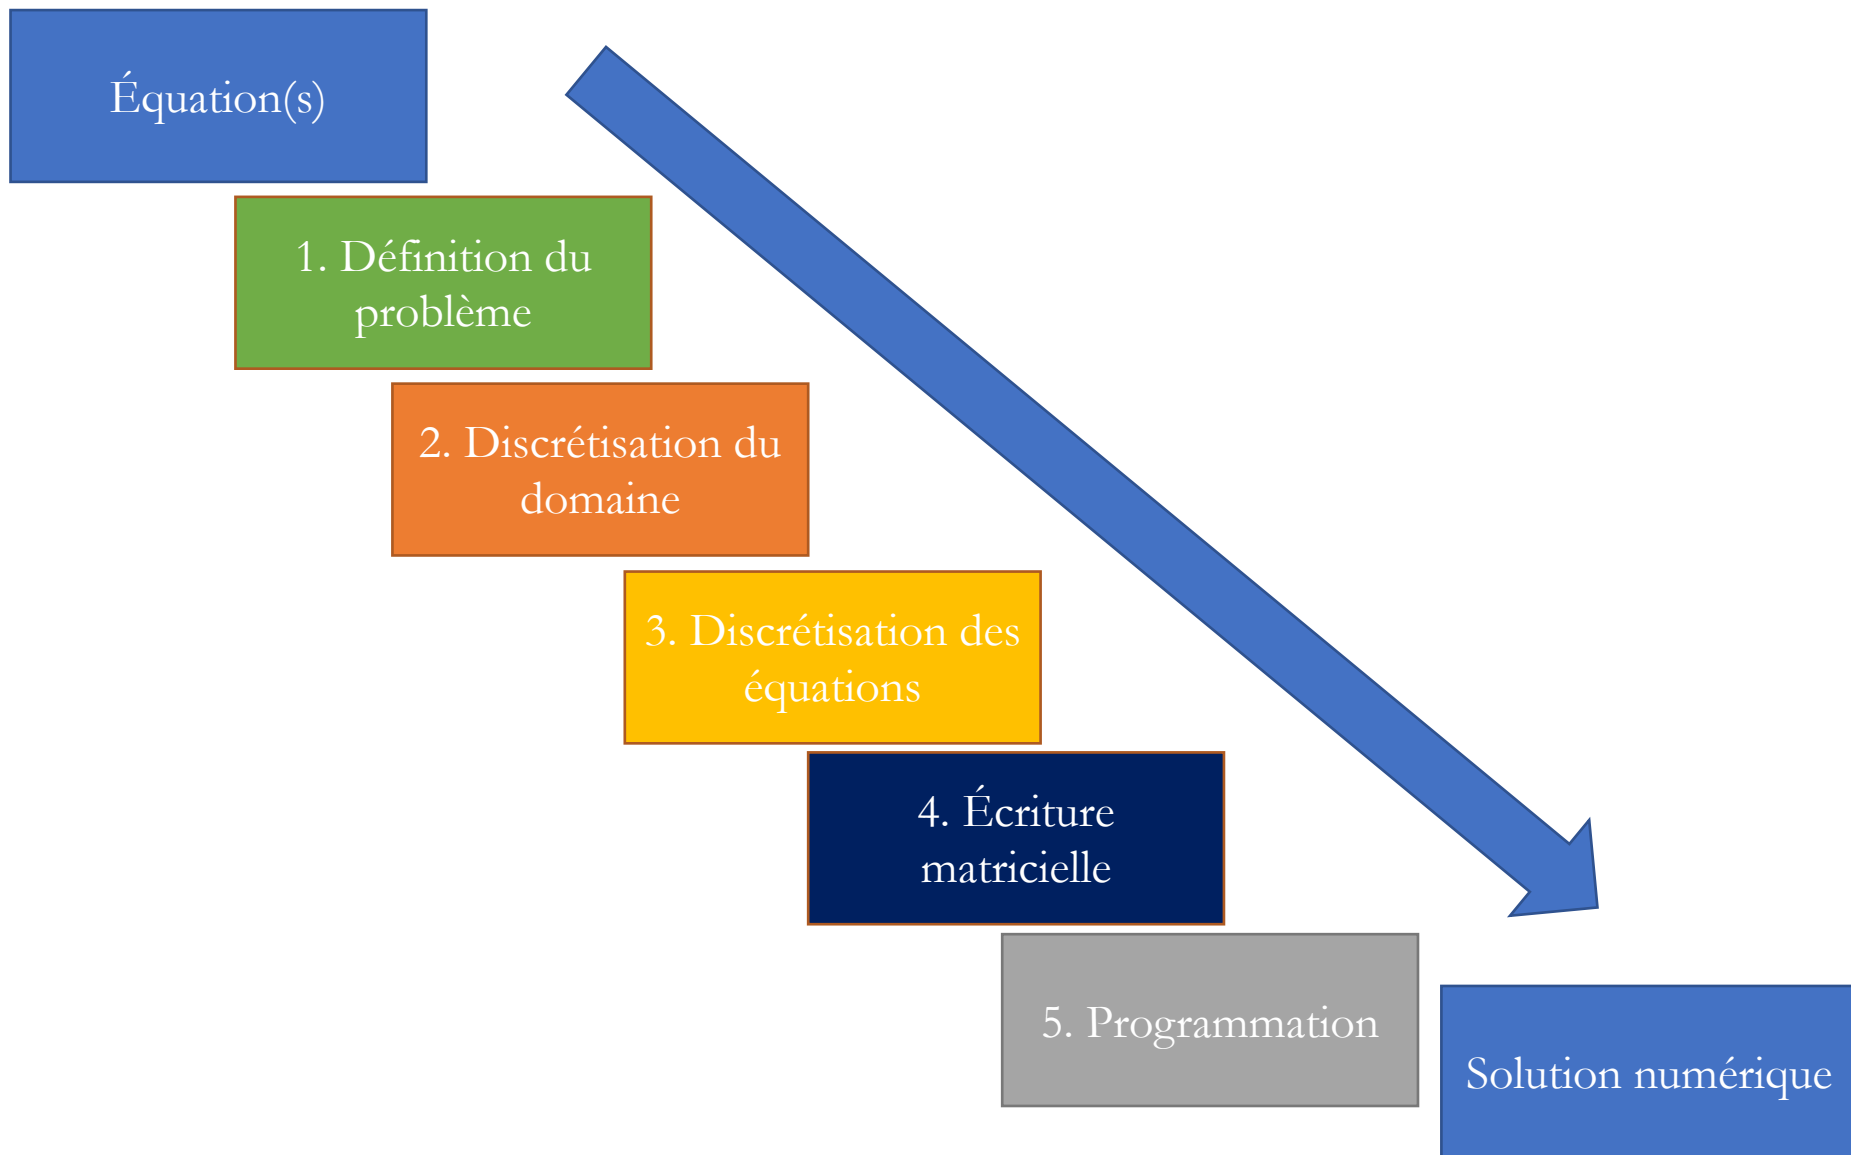 Équation(s)
1. Définition du
problème
2. Discrétisation du
domaine
3. Discrétisation des
équations
4. Écriture
matricielle
5. Programmation
Solution numérique